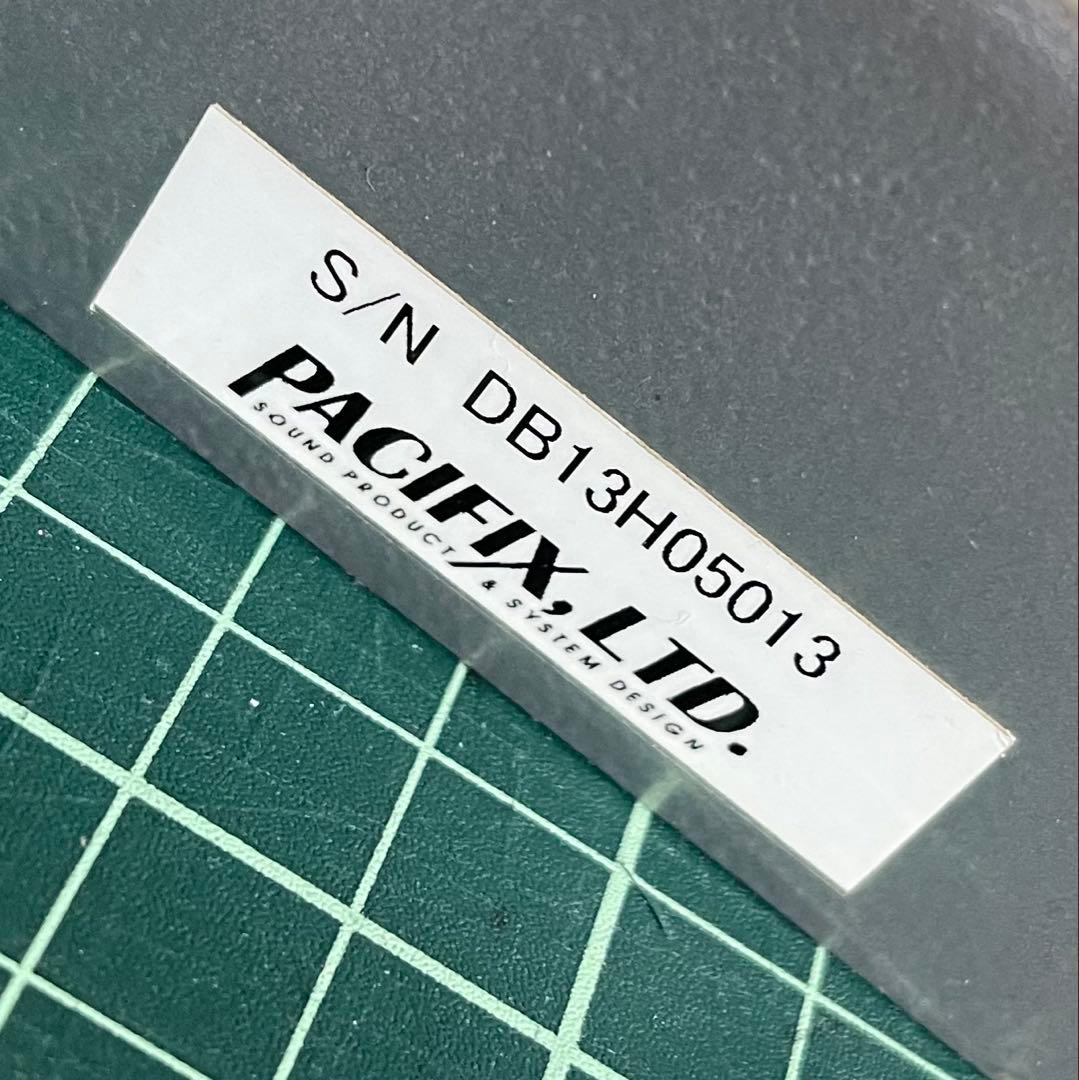 S/N DB13H05013
PACIFIX, LTD.
SOUND PRODUCT & SYSTEM DESIGN